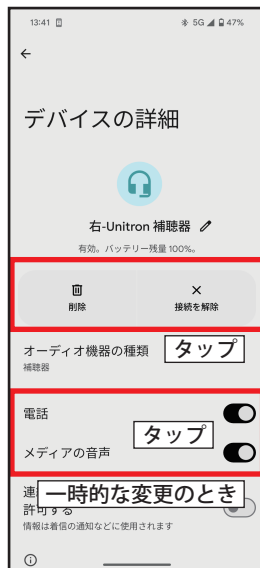 13:41 5G 47%
デバイスの詳細
右-Unitron 補聴器
有効。バッテリー残量 100%。
削除 接続を解除
オーディオ機器の種類 タップ
補聴器
電話
タップ
メディアの音声
連
一時的な変更のとき
許可する
情報は着信の通知などに使用されます